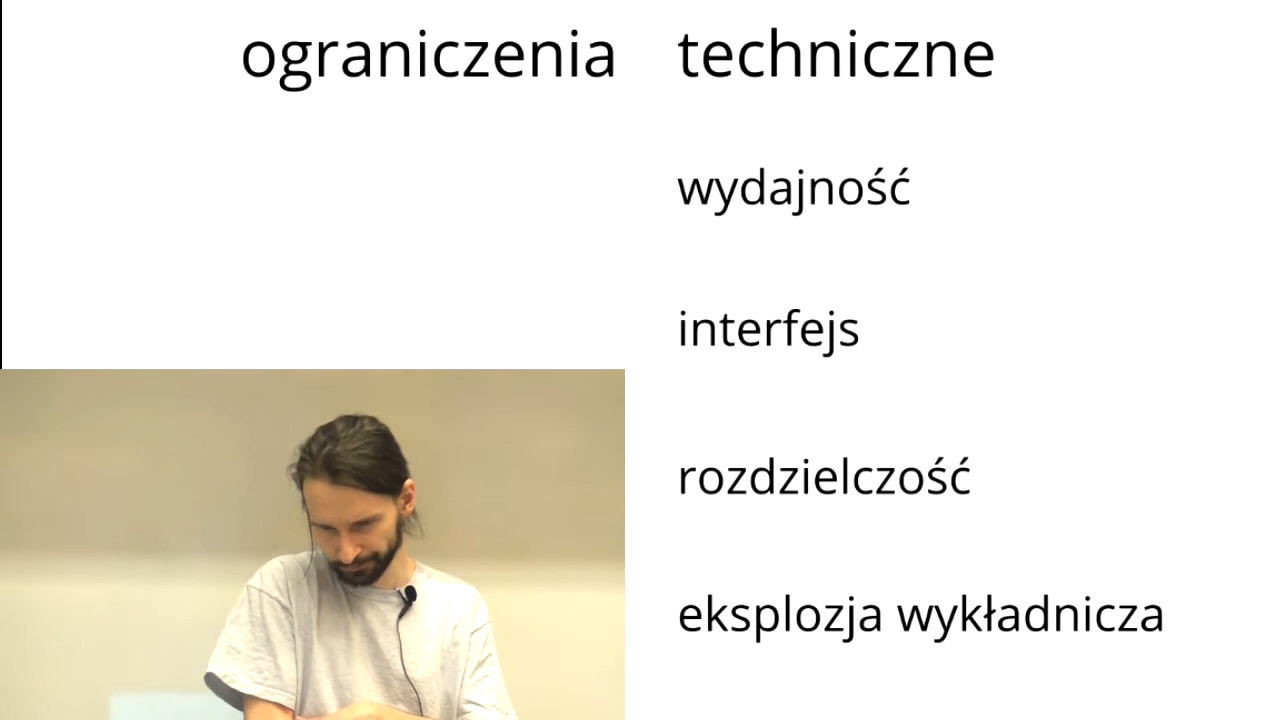 ograniczenia techniczne
wydajność
interfejs
rozdzielczość
eksplozja wykładnicza